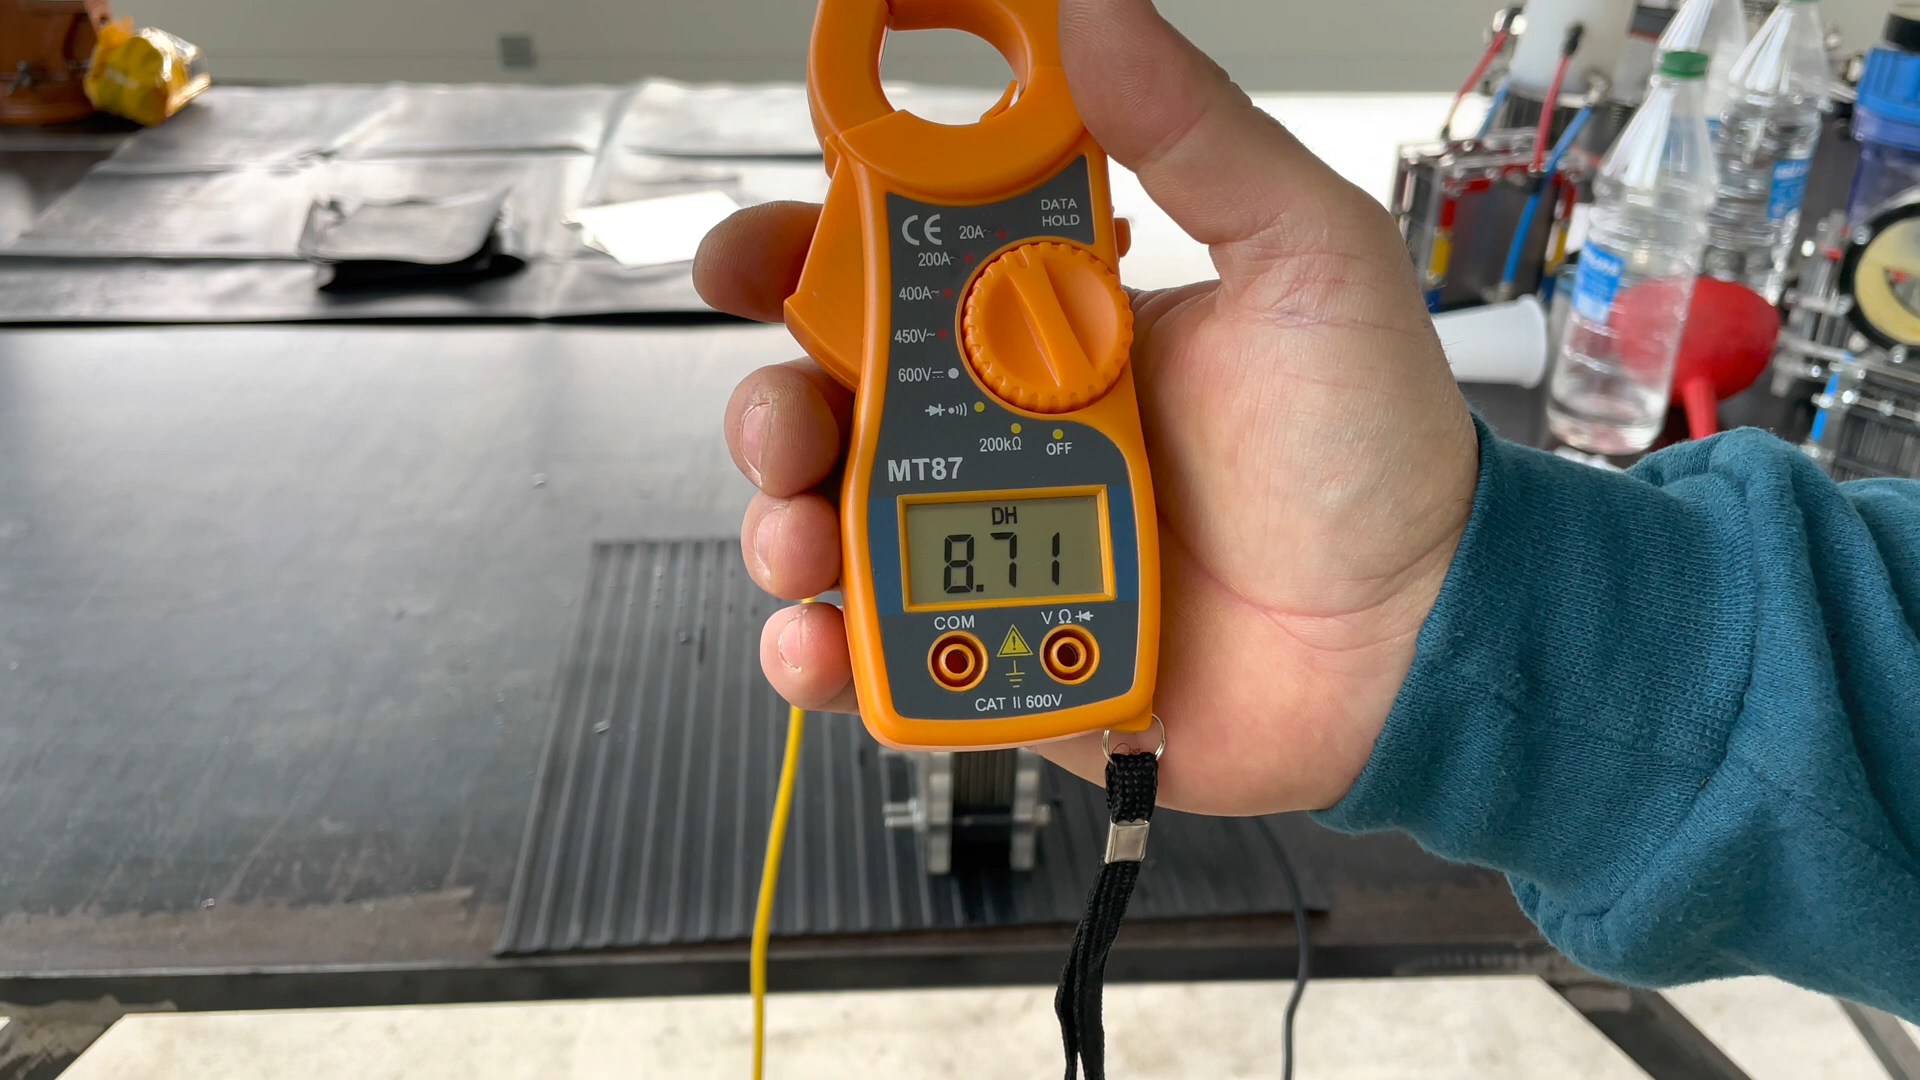 DATA
HOLD
CE
20A~
200A~
400A~
450V~
600V⎓
200kΩ
OFF
MT87
DH
8.71
COM
VΩ
CAT II 600V